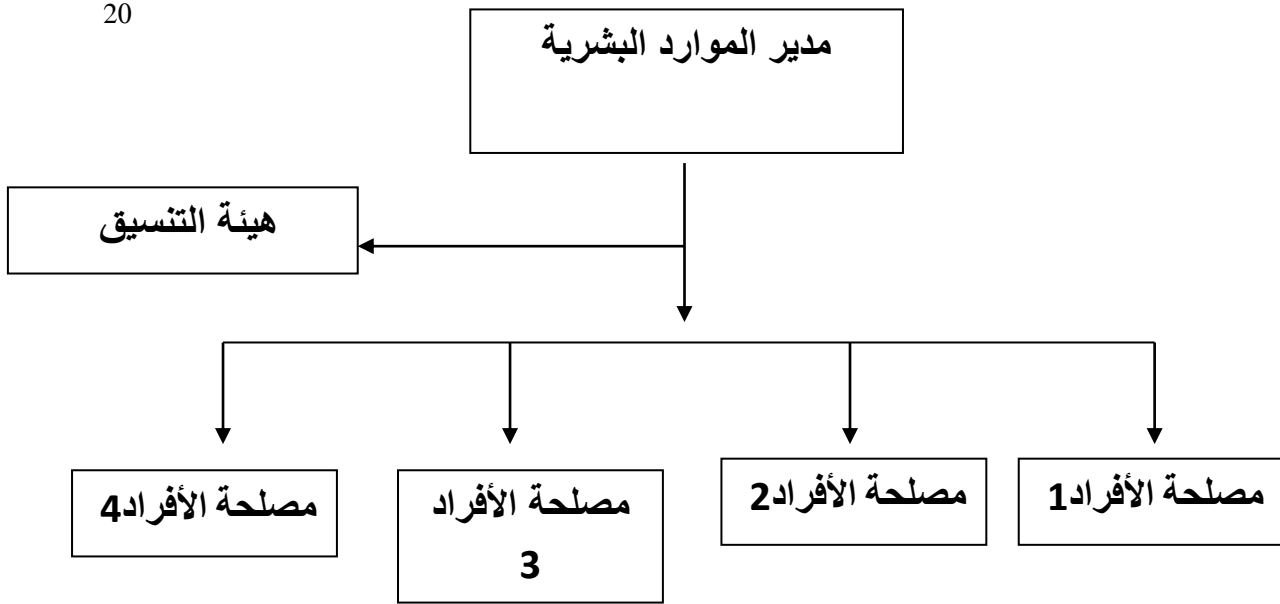 20
مدير الموارد البشرية
هيئة التنسيق
مصلحة الأفراد1
مصلحة الأفراد2
مصلحة الأفراد
3
مصلحة الأفراد4